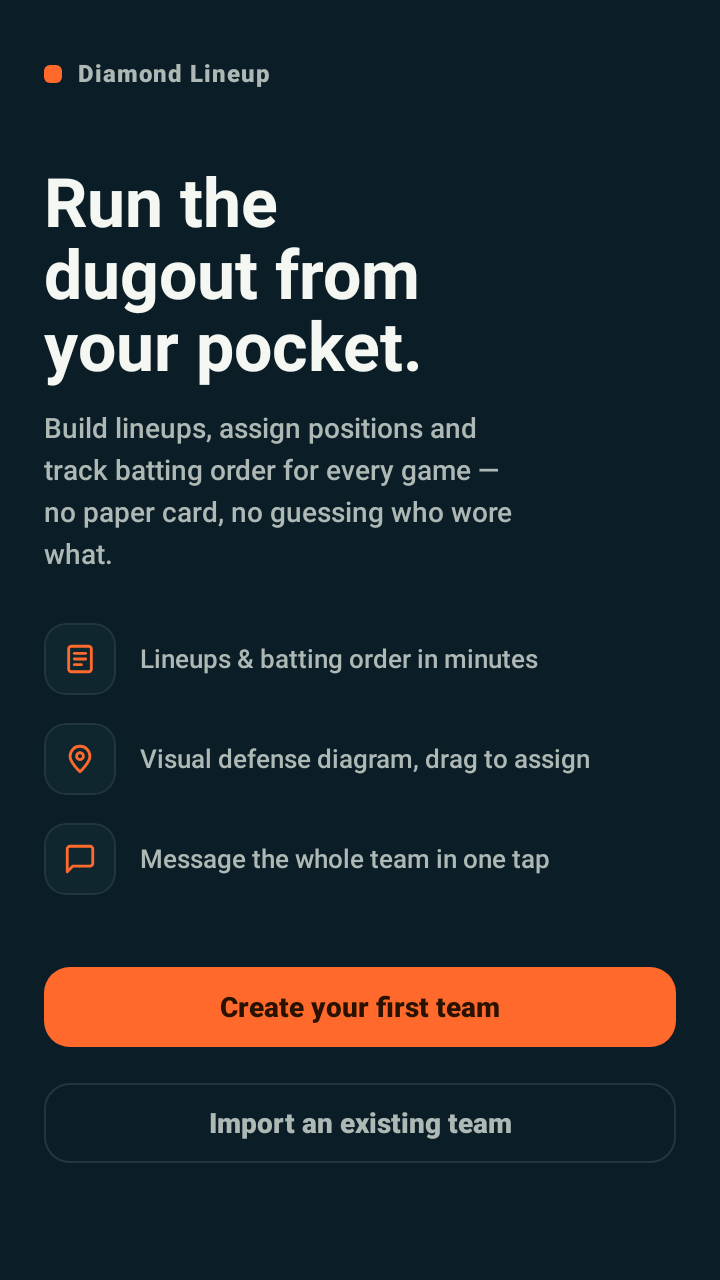 Diamond Lineup
Run the
dugout from
your pocket.
Build lineups, assign positions and
track batting order for every game —
no paper card, no guessing who wore
what.
Lineups & batting order in minutes
Visual defense diagram, drag to assign
Message the whole team in one tap
Create your first team
Import an existing team